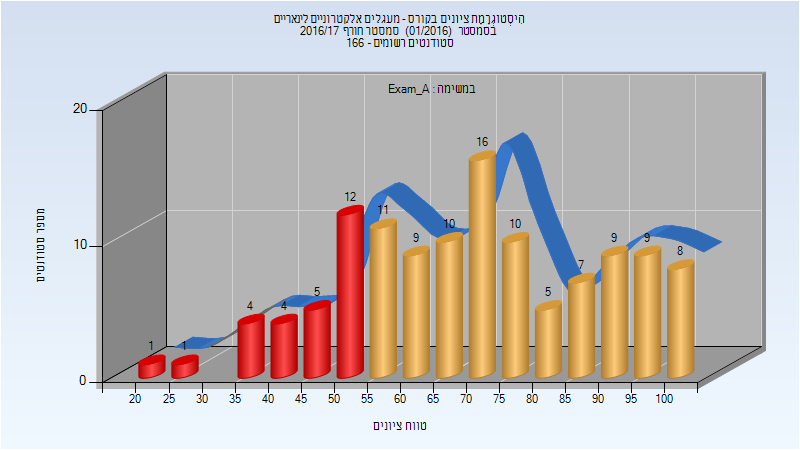 היסטוגרמת ציונים בקורס - מעגלים אלקטרוניים לינאריים
בסמסטר (01/2016) סמסטר חורף 2016/17
סטודנטים רשומים - 166
במשימה : Exam_A
מספר סטודנטים
20
10
0
1 1 4 4 5 12 11 9 10 16 10 5 7 9 9 8
20 25 30 35 40 45 50 55 60 65 70 75 80 85 90 95 100
טווח ציונים